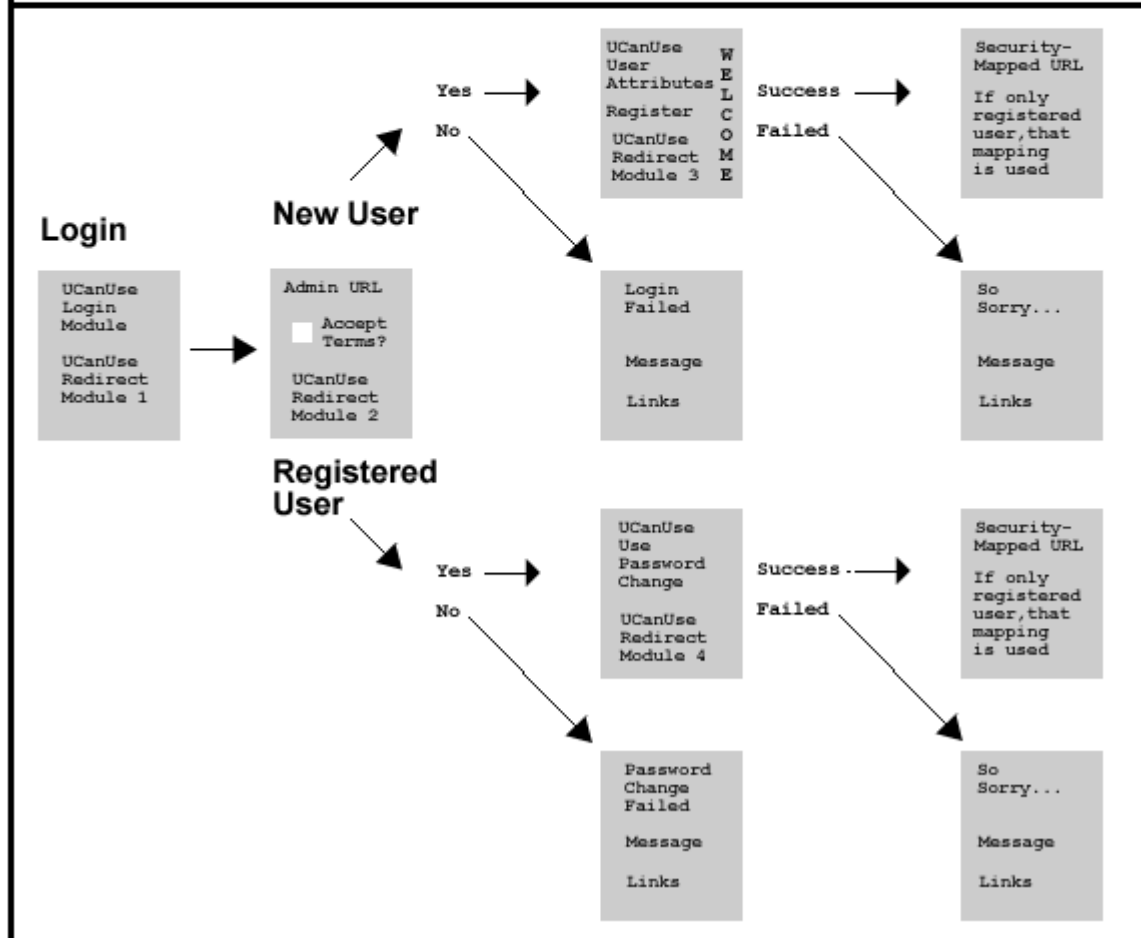 Login
UCanUse
Login
Module
UCanUse
Redirect
Module 1
Admin URL
Accept
Terms?
UCanUse
Redirect
Module 2
New User
Yes
No
UCanUse
User
Attributes
Register
UCanUse
Redirect
Module 3
WELCOME
Success
Failed
Security-
Mapped URL
If only
registered
user,that
mapping
is used
Login
Failed
Message
Links
So
Sorry...
Message
Links
Registered
User
Yes
No
UCanUse
Use
Password
Change
UCanUse
Redirect
Module 4
Success
Failed
Security-
Mapped URL
If only
registered
user,that
mapping
is used
Password
Change
Failed
Message
Links
So
Sorry...
Message
Links